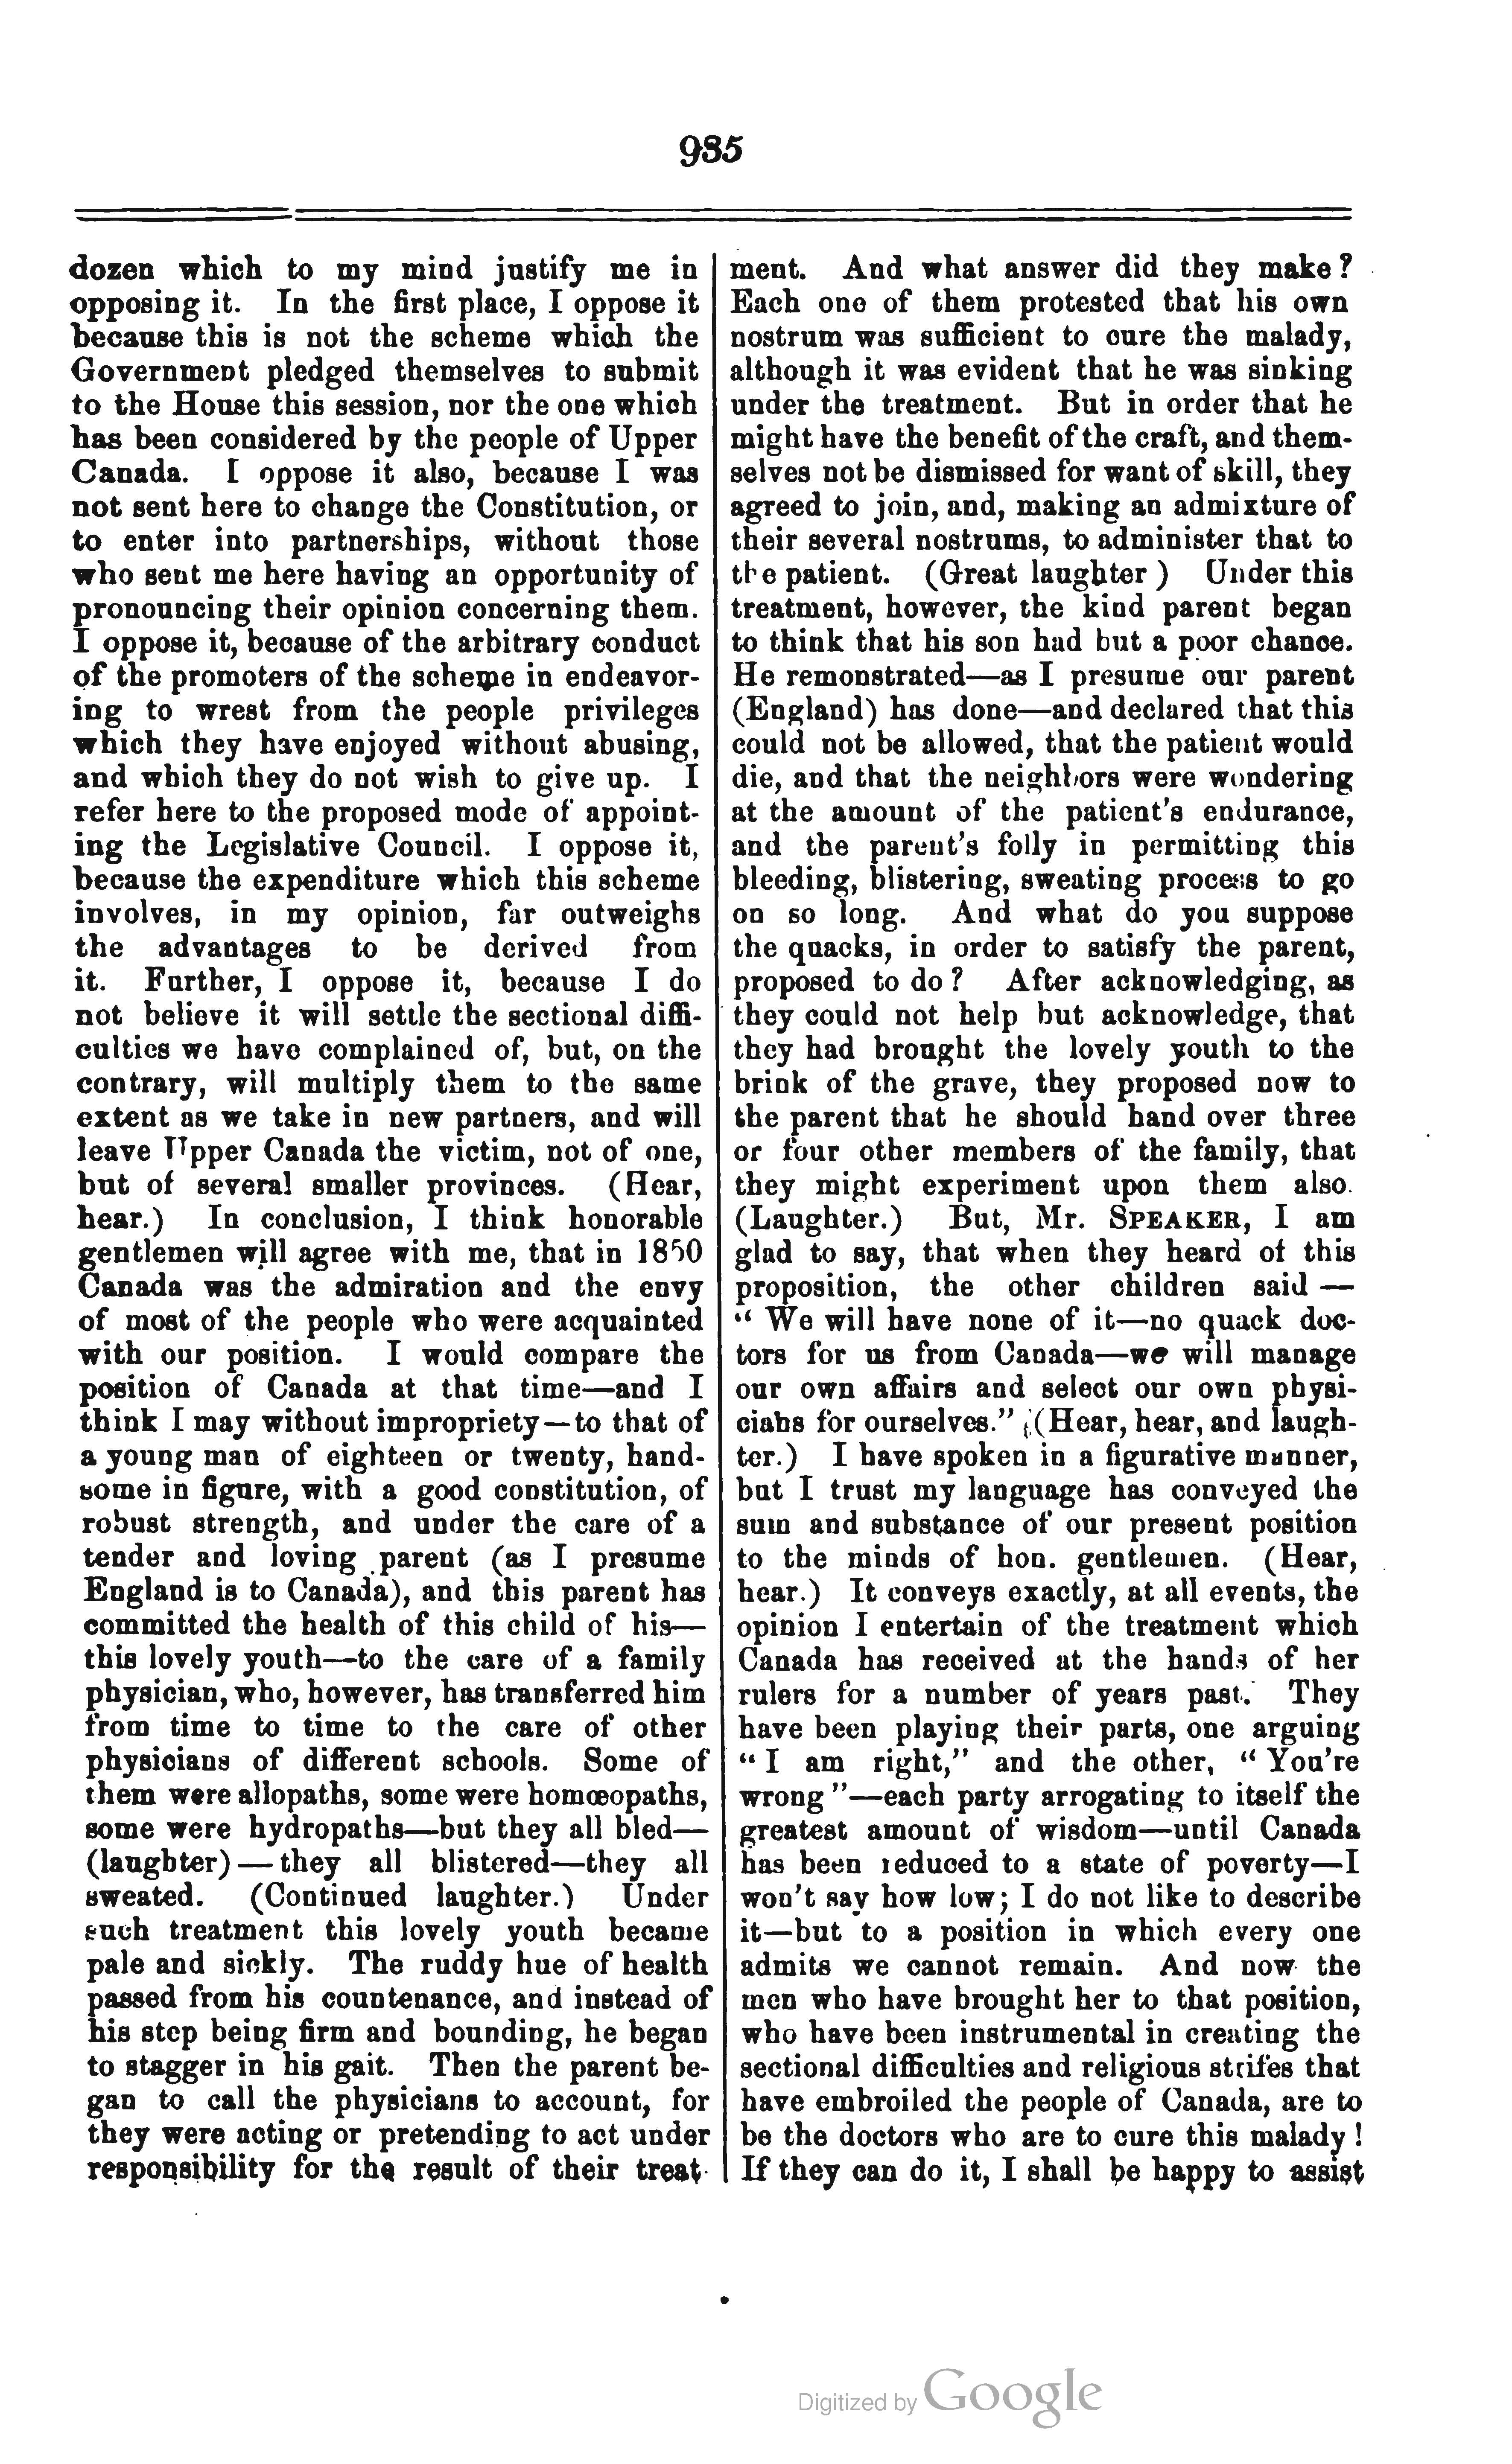 935
dozen which to my mind justify me in
opposing it. In the first place, I oppose it
because this is not the scheme which the
Government pledged themselves to submit
to the House this session, nor the one which
has been considered by the people of Upper
Canada. I oppose it also, because I was
not sent here to change the Constitution, or
to enter into partnerships, without those
who sent me here having an opportunity of
pronouncing their opinion concerning them.
I oppose it, because of the arbitrary conduct
of the promoters of the scheme in endeavor-
ing to wrest from the people privileges
which they have enjoyed without abusing,
and which they do not wish to give up. I
refer here to the proposed mode of appoint-
ing the Legislative Council. I oppose it,
because the expenditure which this scheme
involves, in my opinion, far outweighs
the advantages to be derived from
it. Further, I oppose it, because I do
not believe it will settle the sectional diffi-
culties we have complained of, but, on the
contrary, will multiply them to the same
extent as we take in new partners, and will
leave Upper Canada the victim, not of one,
but of several smaller provinces. (Hear,
hear.) In conclusion, I think honorable
gentlemen will agree with me, that in 1850
Canada was the admiration and the envy
of most of the people who were acquainted
with our position. I would compare the
position of Canada at that time—and I
think I may without impropriety—to that of
a young man of eighteen or twenty, hand-
some in figure, with a good constitution, of
robust strength, and under the care of a
tender and loving parent (as I presume
England is to Canada), and this parent has
committed the health of this child of his—
this lovely youth—to the care of a family
physician, who, however, has transferred him
from time to time to the care of other
physicians of different schools. Some of
them were allopaths, some were homœopaths,
some were hydropaths—but they all bled—
(laughter)—they all blistered—they all
sweated. (Continued laughter.) Under
such treatment this lovely youth became
pale and sickly. The ruddy hue of health
passed from his countenance, and instead of
his step being firm and bounding, he began
to stagger in his gait. Then the parent be-
gan to call the physicians to account, for
they were acting or pretending to act under
responsibility for the result of their treat-
ment. And what answer did they make?
Each one of them protested that his own
nostrum was sufficient to cure the malady,
although it was evident that he was sinking
under the treatment. But in order that he
might have the benefit of the craft, and them-
selves not be dismissed for want of skill, they
agreed to join, and, making an admixture of
their several nostrums, to administer that to
the patient. (Great laughter ) Under this
treatment, however, the kind parent began
to think that his son had but a poor chance.
He remonstrated—as I presume our parent
(England) has done—and declared that this
could not be allowed, that the patient would
die, and that the neighbors were wondering
at the amount of the patient's endurance,
and the parent's folly in permitting this
bleeding, blistering, sweating process to go
on so long. And what do you suppose
the quacks, in order to satisfy the parent,
proposed to do? After acknowledging, as
they could not help but acknowledge, that
they had brought the lovely youth to the
brink of the grave, they proposed now to
the parent that he should hand over three
or four other members of the family, that
they might experiment upon them also.
(Laughter.) But, Mr. SPEAKER, I am
glad to say, that when they heard of this
proposition, the other children said —
" We will have none of it—no quack doc-
tors for us from Canada—we will manage
our own affairs and select our own physi-
cians for ourselves." (Hear, hear, and laugh-
ter.) I have spoken in a figurative manner,
but I trust my language has conveyed the
sum and substance of our present position
to the minds of hon. gentlemen. (Hear,
hear.) It conveys exactly, at all events, the
opinion I entertain of the treatment which
Canada has received at the hands of her
rulers for a number of years past. They
have been playing their parts, one arguing
" I am right," and the other, " You're
wrong "—each party arrogating to itself the
greatest amount of wisdom—until Canada
has been reduced to a state of poverty—I
won't say how low; I do not like to describe
it—but to a position in which every one
admits we cannot remain. And now the
men who have brought her to that position,
who have been instrumental in creating the
sectional difficulties and religious strifes that
have embroiled the people of Canada, are to
be the doctors who are to cure this malady!
If they can do it, I shall be happy to assist
Digitized by Google